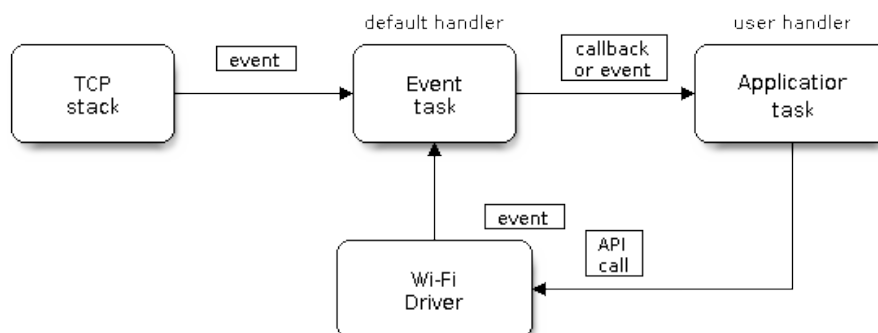 default handler
user handler
event
callback
or event
TCP
stack
Event
task
Application
task
event
API
call
Wi-Fi
Driver